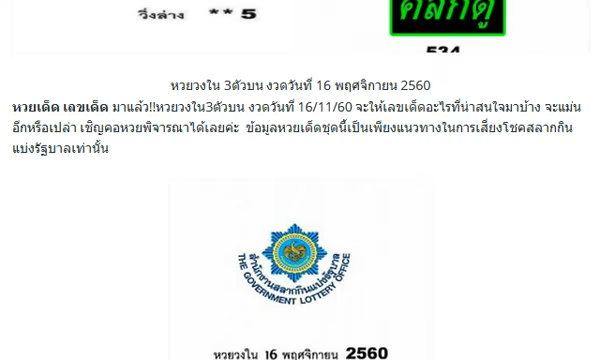 วิ่งล่าง ** 5
คัดกิดู
534
หวยวงใน 3ตัวบน งวดวันที่ 16 พฤศจิกายน 2560
หวยเด็ด เลขเด็ด มาแล้ว!!หวยวงใน3ตัวบน งวดวันที่ 16/11/60 จะให้เลขเด็ดอะไรที่น่าสนใจมาบ้าง จะแม่น
อีกหรือเปล่า เชิญคอหวยพิจารณาได้เลยค่ะ ข้อมูลหวยเด็ดชุดนี้เป็นเพียงแนวทางในการเสี่ยงโชคสลากกิน
แบ่งรัฐบาลเท่านั้น
สำนักงานสลากกินแบ่งรัฐบาล
THE GOVERNMENT LOTTERY OFFICE
หวยวงใน 16 พฤศจิกายน 2560